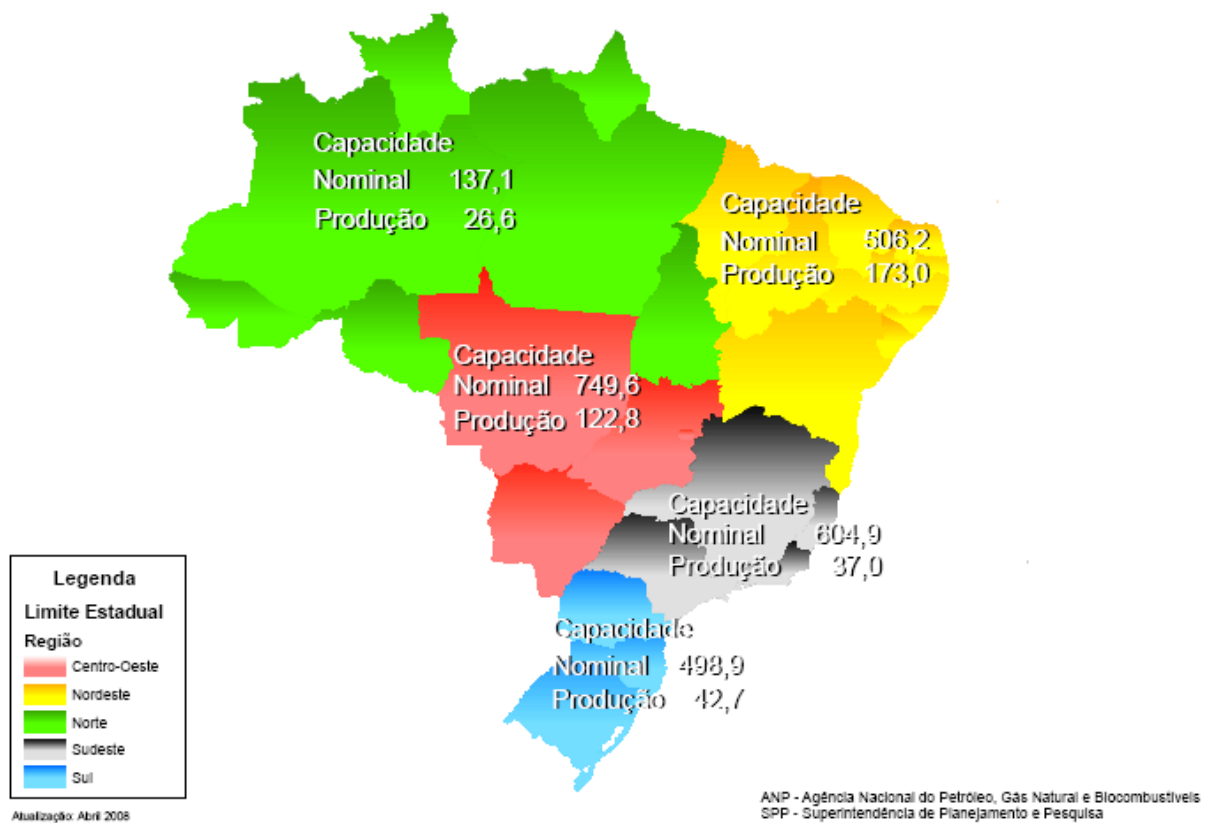 Capacidade
Nominal 137,1
Produção 26,6
Capacidade
Nominal 506,2
Produção 173,0
Capacidade
Nominal 749,6
Produção 122,8
Capacidade
Nominal 604,9
Produção 37,0
Capacidade
Nominal 498,9
Produção 42,7
Legenda
Limite Estadual
Região
Centro-Oeste
Nordeste
Norte
Sudeste
Sul
Atualização: Abril 2008
ANP - Agência Nacional do Petróleo, Gás Natural e Biocombustíveis
SPP - Superintendência de Planejamento e Pesquisa